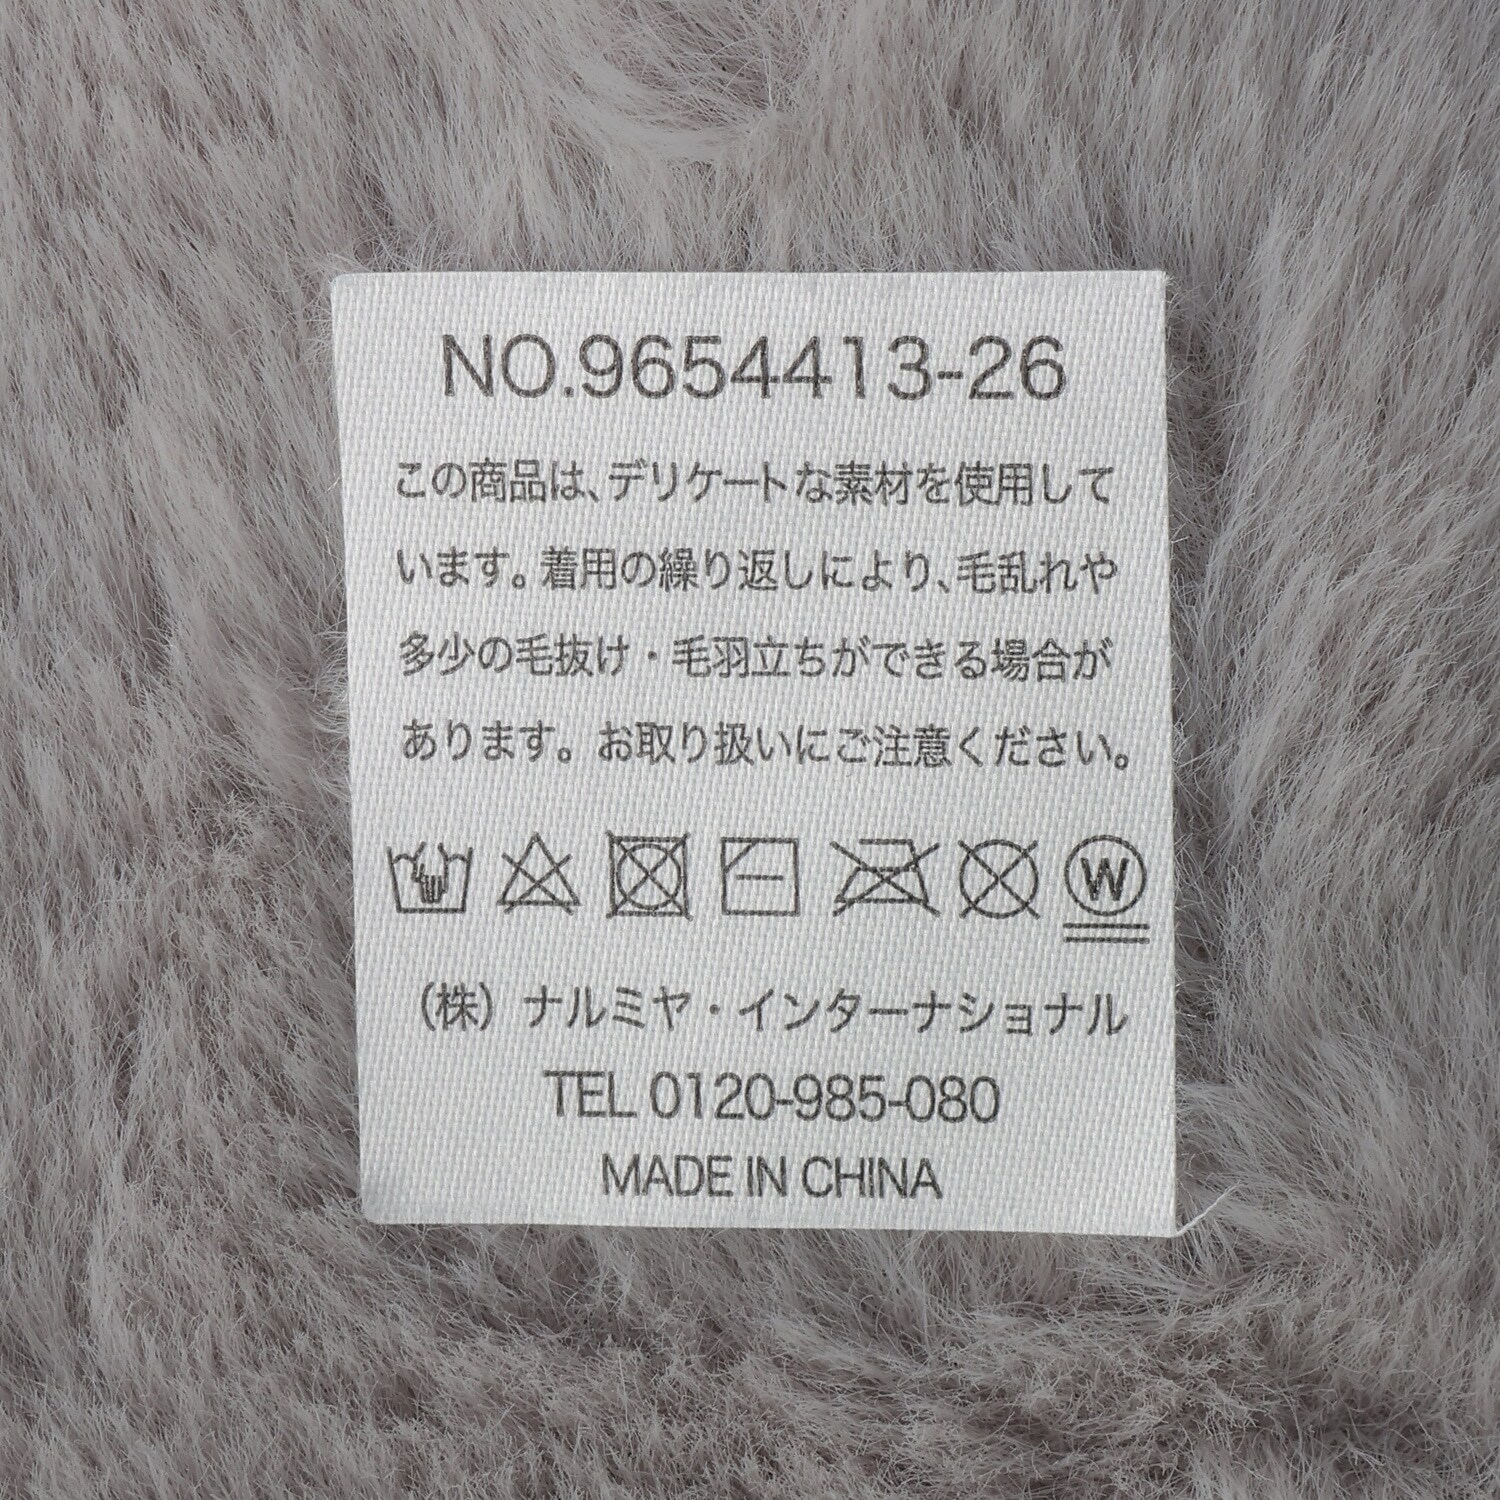 NO.9654413-26
この商品は、デリケートな素材を使用して
います。着用の繰り返しにより、毛乱れや
多少の毛抜け・毛羽立ちができる場合が
あります。お取り扱いにご注意ください。
W
（株）ナルミヤ・インターナショナル
TEL 0120-985-080
MADE IN CHINA